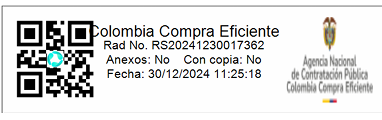 Colombia Compra Eficiente
Rad No. RS20241230017362
Anexos: No Con copia: No
Fecha: 30/12/2024 11:25:18
Agencia Nacional
de Contratación Pública
Colombia Compra Eficiente